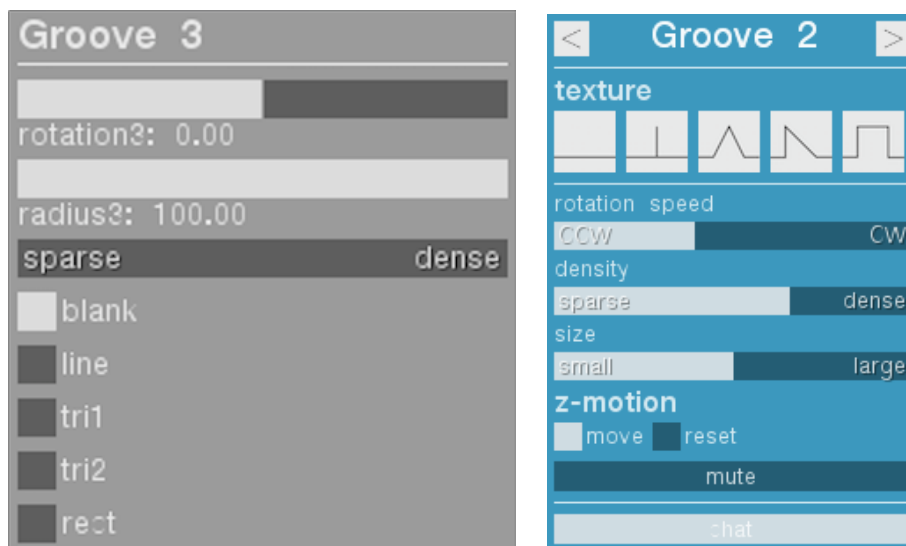 Groove 3
rotation3: 0.00
radius3: 100.00
sparse dense
blank
line
tri1
tri2
rect
< Groove 2 >
texture
rotation speed
CCW CW
density
sparse dense
size
small large
z-motion
move reset
mute
chat